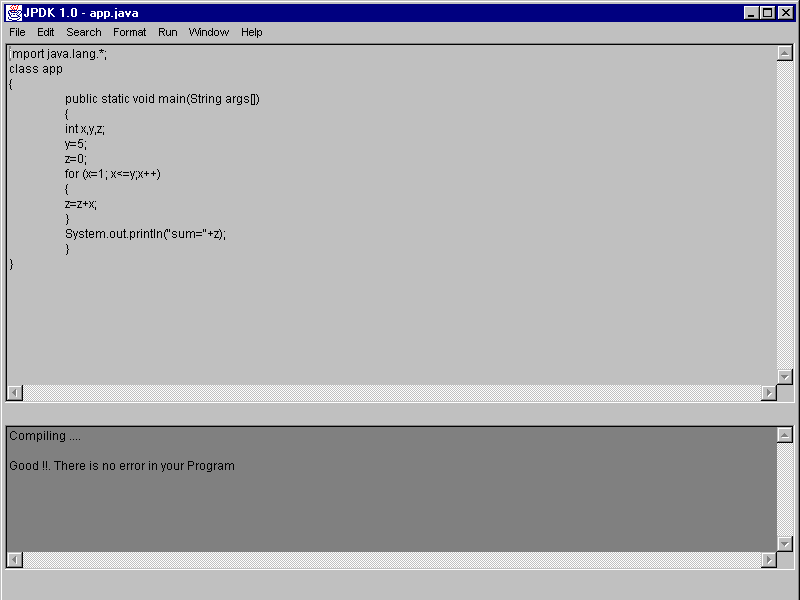 JPDK 1.0 - app.java
File Edit Search Format Run Window Help
import java.lang.*;
class app
{
public static void main(String args[])
{
int x,y,z;
y=5;
z=0;
for (x=1; x<=y;x++)
{
z=z+x;
}
System.out.println("sum="+z);
}
}
Compiling ....
Good !!. There is no error in your Program